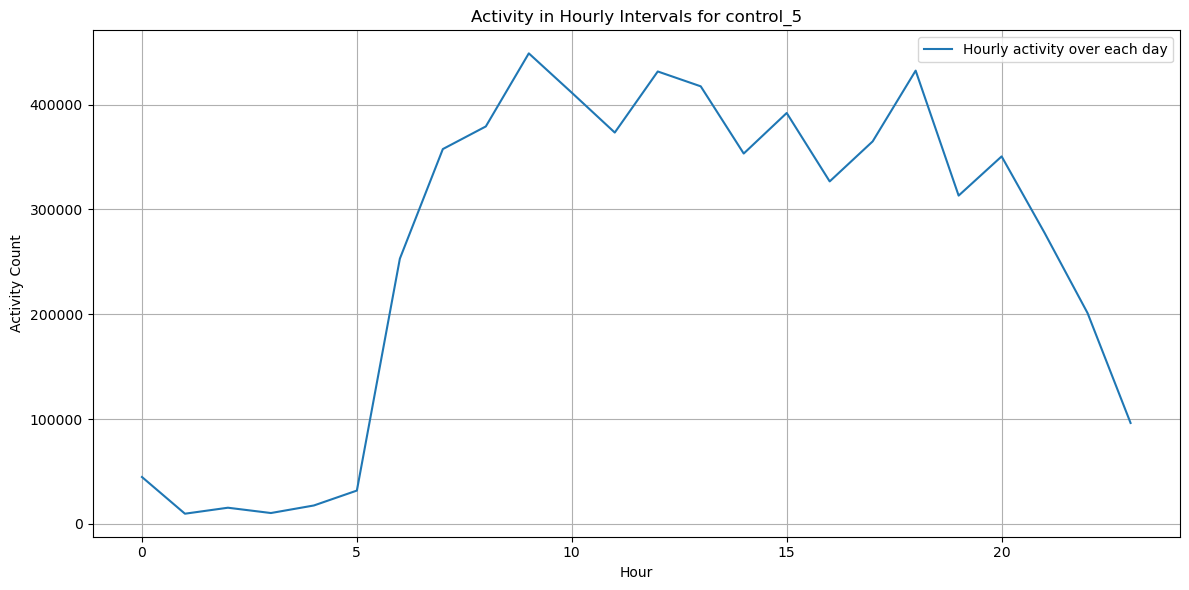 Activity in Hourly Intervals for control_5
Hourly activity over each day
Activity Count
400000
300000
200000
100000
0
0 5 10 15 20
Hour